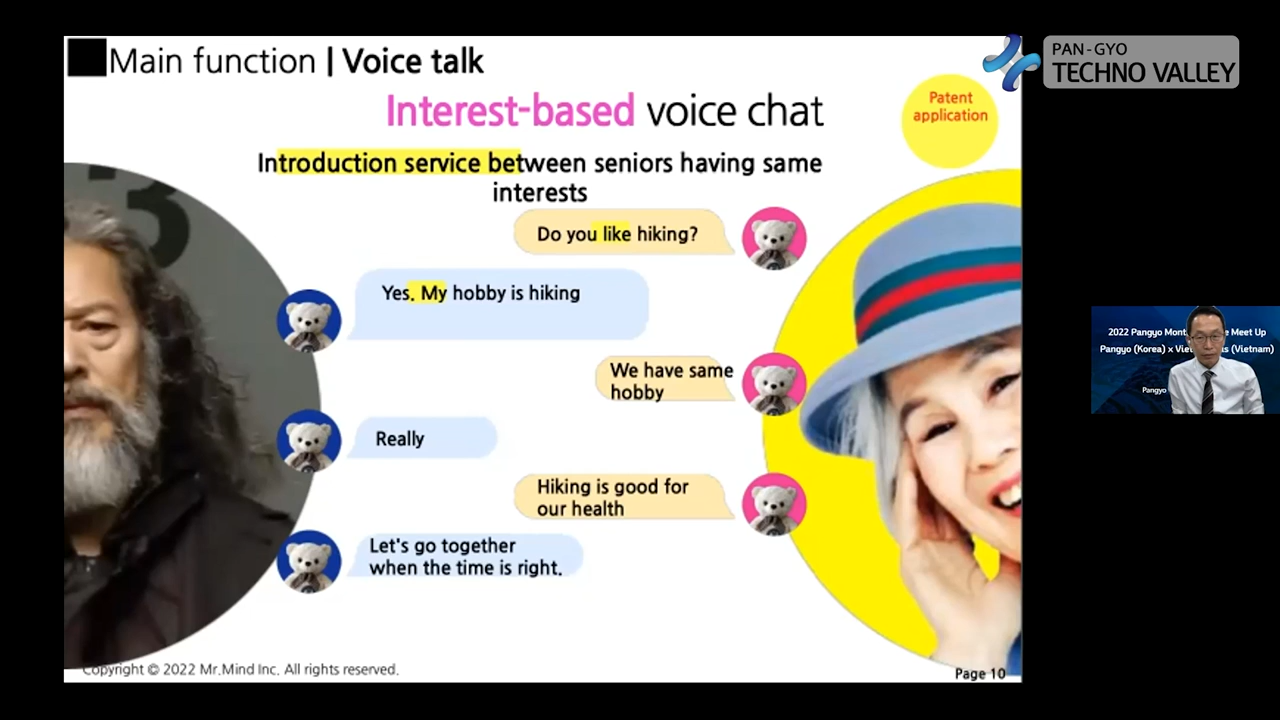 Main function | Voice talk
PAN-GYO
TECHNO VALLEY
Interest-based voice chat
Patent
application
Introduction service between seniors having same
interests
Do you like hiking?
Yes. My hobby is hiking
We have same
hobby
Really
Hiking is good for
our health
Let's go together
when the time is right.
Copyright © 2022 Mr.Mind Inc. All rights reserved.
Page 10
2022 Pangyo Mont e Meet Up
Pangyo (Korea) x Vie s (Vietnam)
Pangyo
3